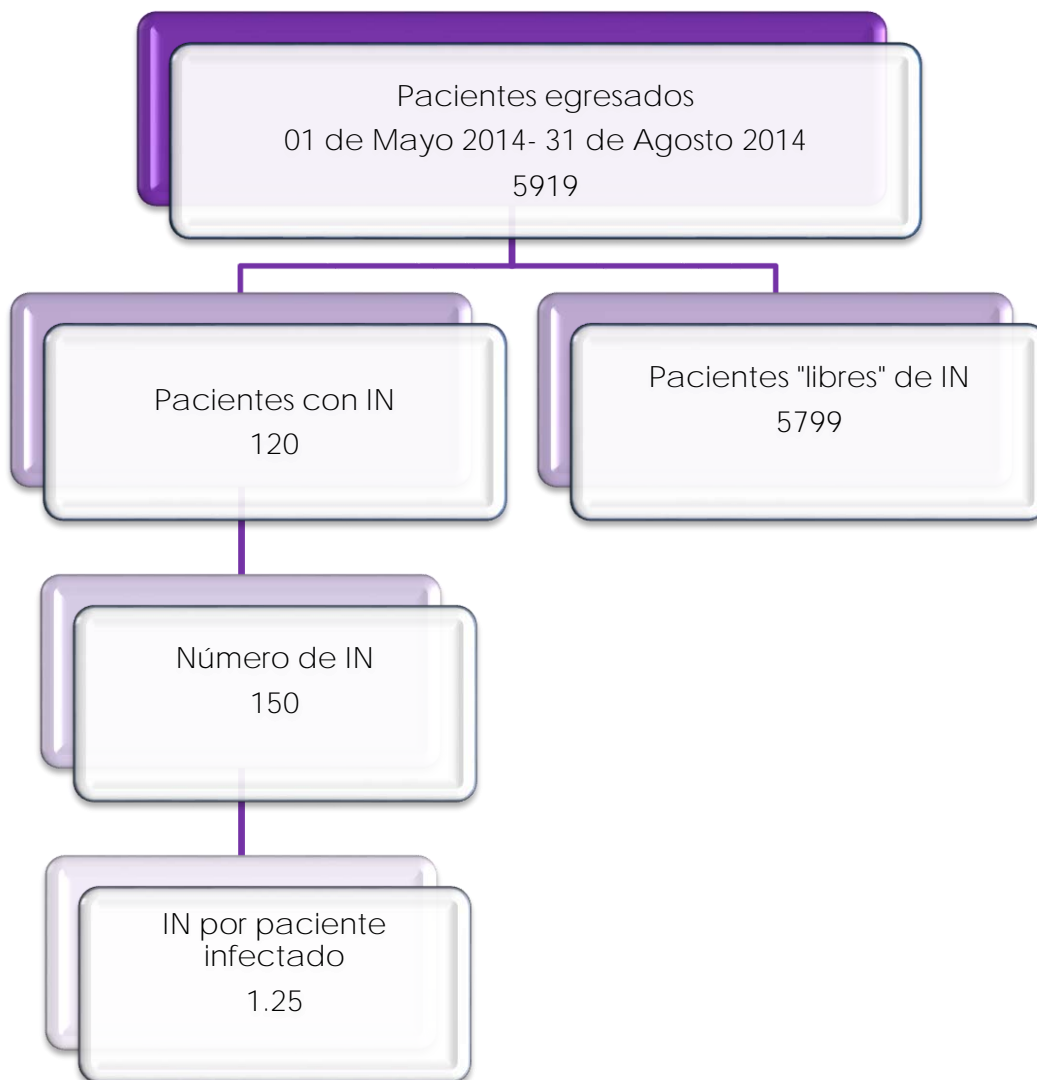 Pacientes egresados
01 de Mayo 2014- 31 de Agosto 2014
5919
Pacientes con IN
120
Pacientes "libres" de IN
5799
Número de IN
150
IN por paciente
infectado
1.25